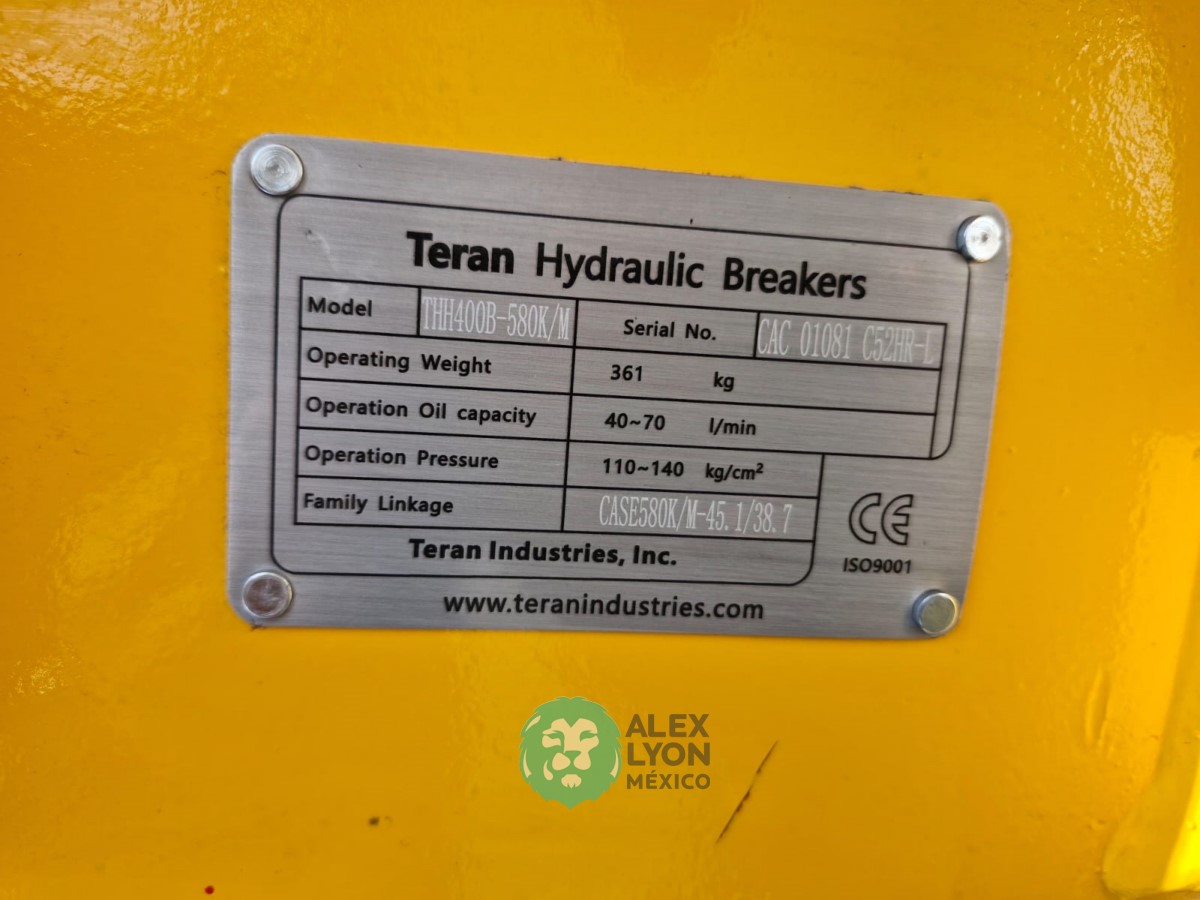 Teran Hydraulic Breakers
Model THH400B-580K/M Serial No. CAC 01081 C52HR-L
Operating Weight 361 kg
Operation Oil capacity 40~70 l/min
Operation Pressure 110~140 kg/cm²
Family Linkage CASE580K/M-45.1/38.7
Teran Industries, Inc.
CE
ISO9001
www.teranindustries.com
ALEX
LYON
MÉXICO